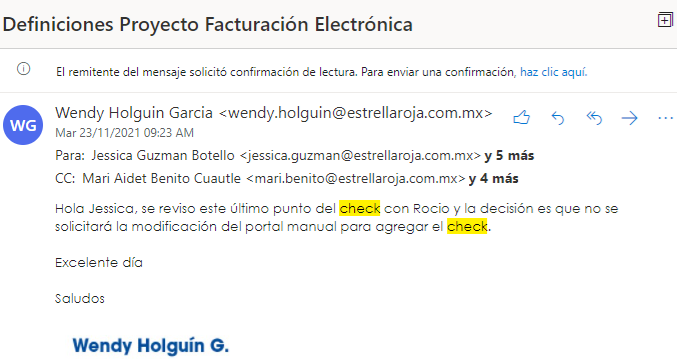 Definiciones Proyecto Facturación Electrónica
El remitente del mensaje solicitó confirmación de lectura. Para enviar una confirmación, haz clic aquí.
WG
Wendy Holguin Garcia <wendy.holguin@estrellaroja.com.mx>
Mar 23/11/2021 09:23 AM
Para: Jessica Guzman Botello <jessica.guzman@estrellaroja.com.mx> y 5 más
CC: Mari Aidet Benito Cuautle <mari.benito@estrellaroja.com.mx> y 4 más
Hola Jessica, se reviso este último punto del check con Rocio y la decisión es que no se
solicitará la modificación del portal manual para agregar el check.
Excelente día
Saludos
Wendy Holguín G.